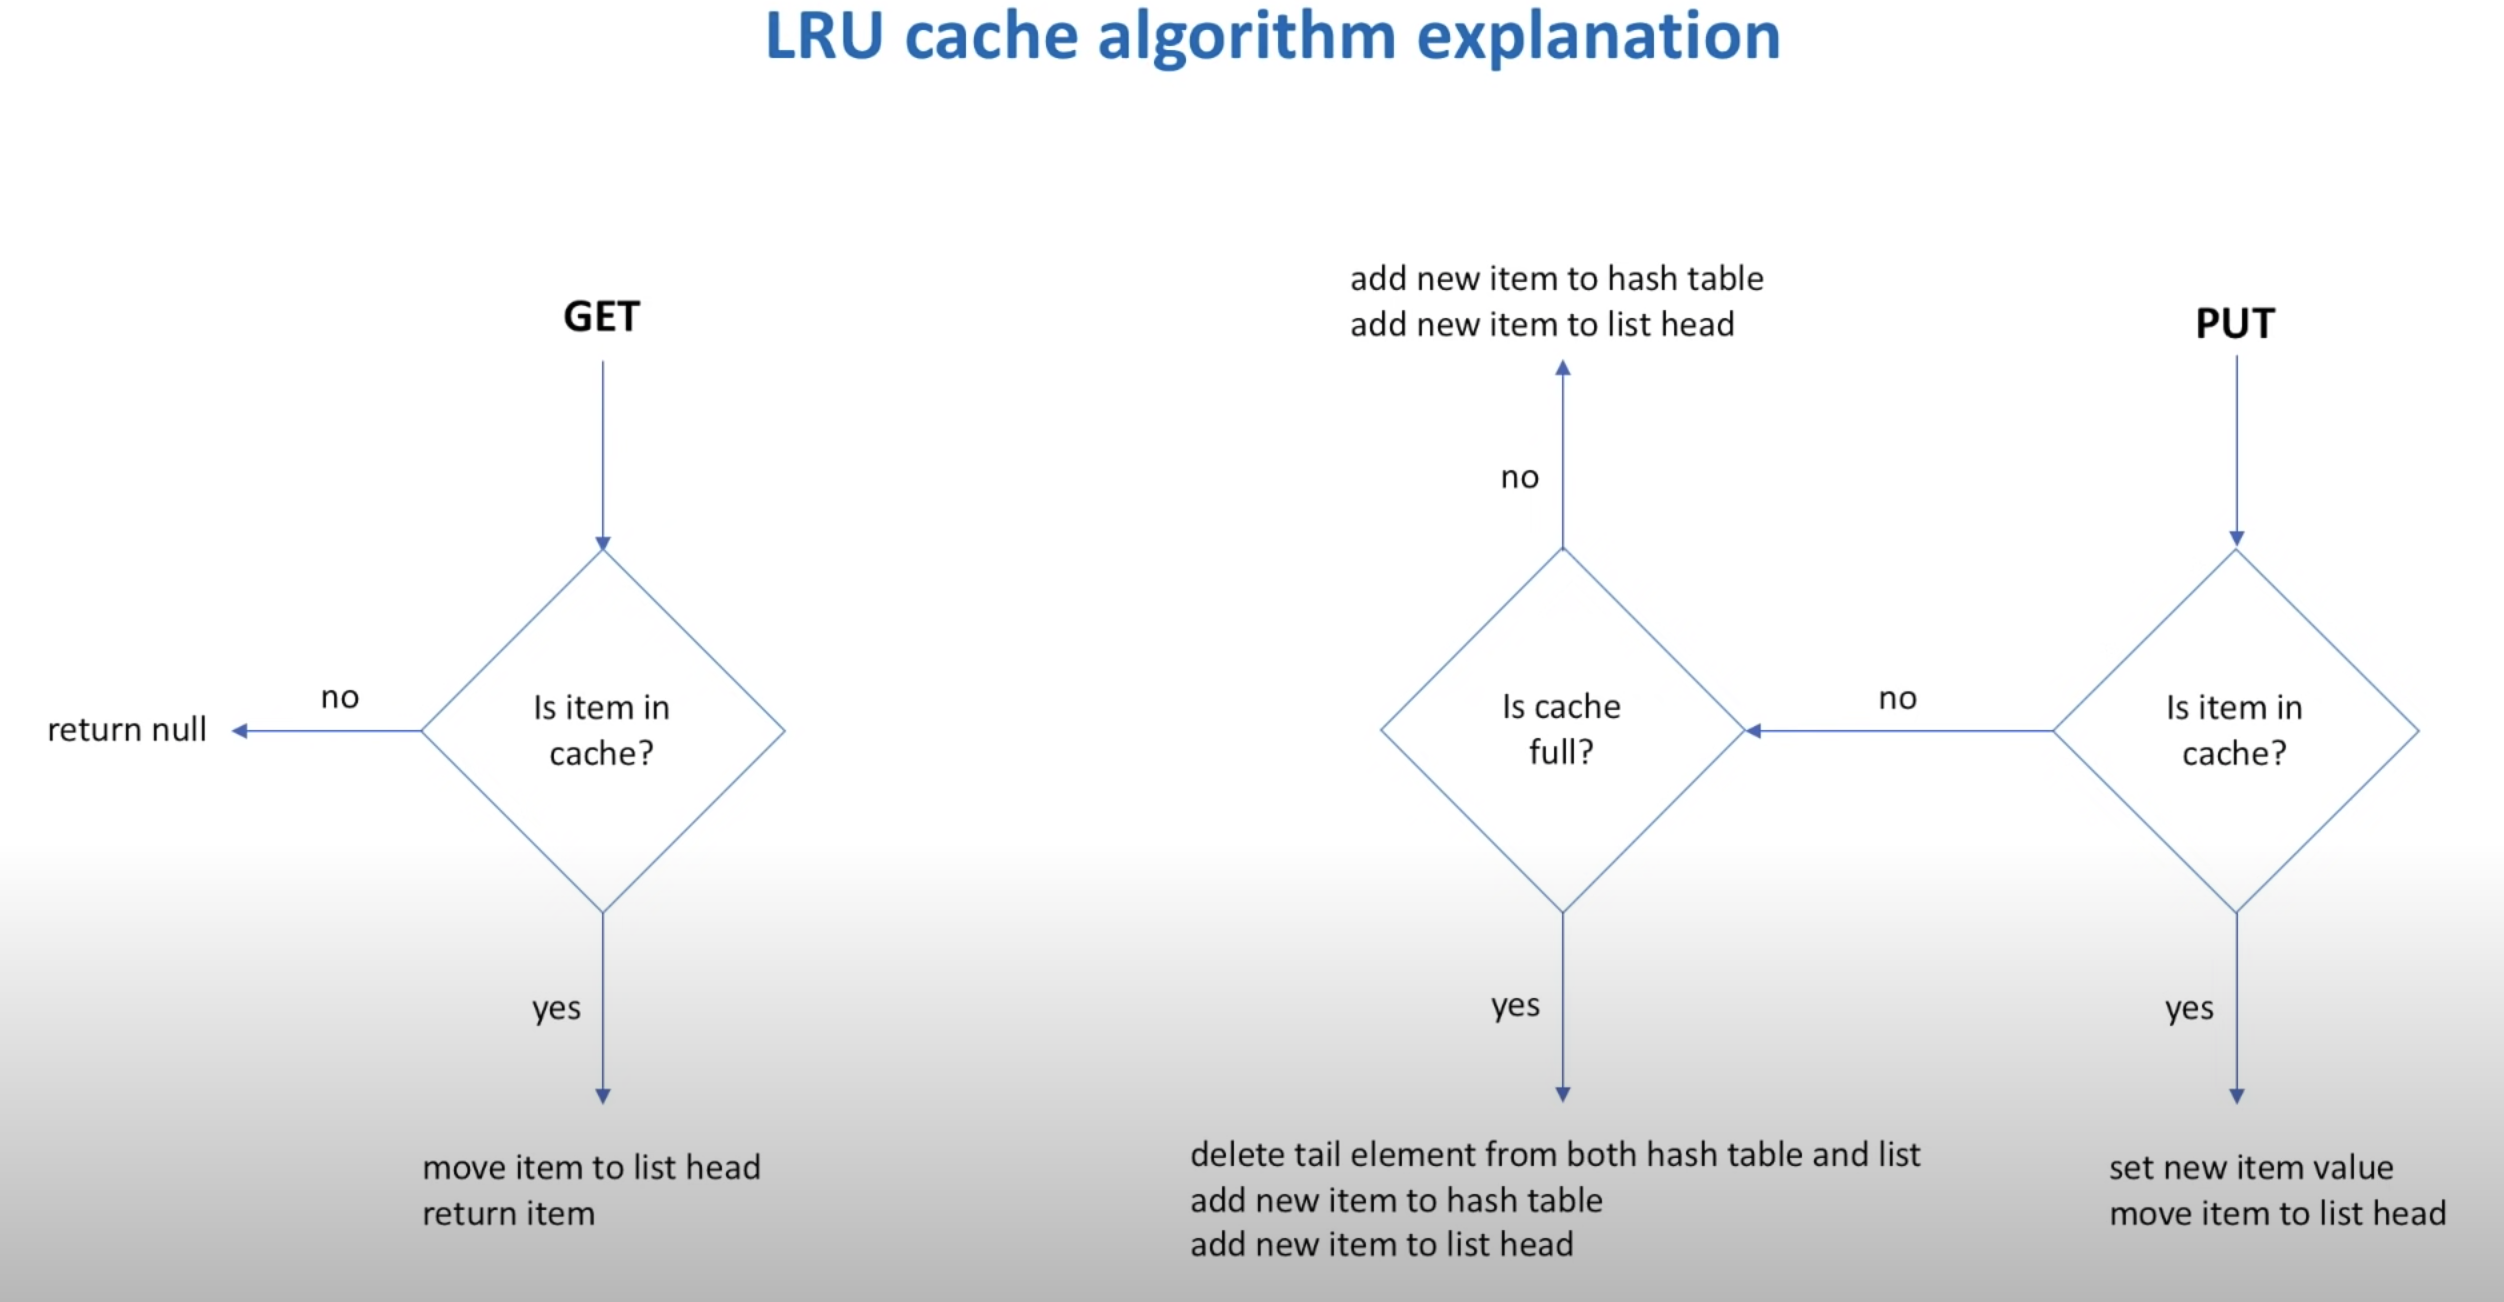 LRU cache algorithm explanation
GET
no
return null
Is item in
cache?
yes
move item to list head
return item
PUT
Is item in
cache?
no
yes
set new item value
move item to list head
Is cache
full?
no
add new item to hash table
add new item to list head
yes
delete tail element from both hash table and list
add new item to hash table
add new item to list head